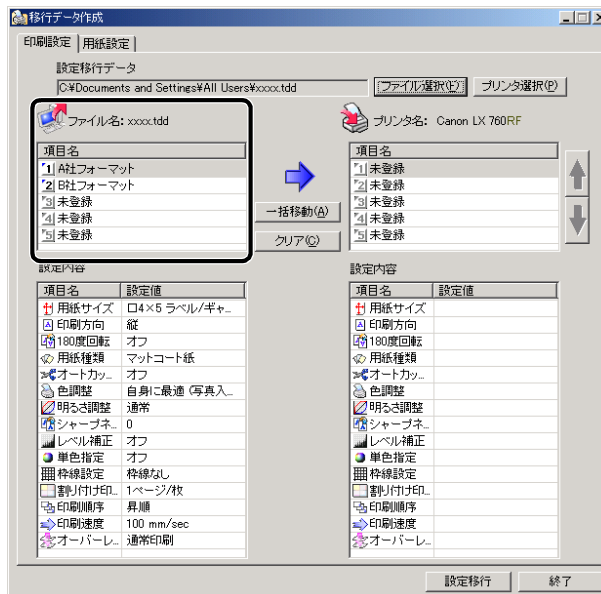 移行データ作成
印刷設定 用紙設定
設定移行データ
C:¥Documents and Settings¥All Users¥xxxx.tdd ファイル選択(F) プリンタ選択(P)
ファイル名: xxxx.tdd プリンタ名: Canon LX 760RF
項目名 項目名
1 A社フォーマット 1 未登録
2 B社フォーマット 2 未登録
3 未登録 3 未登録
4 未登録 4 未登録
5 未登録 5 未登録
一括移動(A)
クリア(C)
設定内容 設定内容
項目名 設定値 項目名 設定値
用紙サイズ ロ4×5 ラベル/ギャ... 用紙サイズ
印刷方向 縦 印刷方向
180度回転 オフ 180度回転
用紙種類 マットコート紙 用紙種類
オートカッ... オフ オートカッ...
色調整 自身に最適 (写真入... 色調整
明るさ調整 通常 明るさ調整
シャープネ... 0 シャープネ...
レベル補正 オフ レベル補正
単色指定 オフ 単色指定
枠線設定 枠線なし 枠線設定
割り付け印... 1ページ/枚 割り付け印...
印刷順序 昇順 印刷順序
印刷速度 100 mm/sec 印刷速度
オーバーレ... 通常印刷 オーバーレ...
設定移行 終了